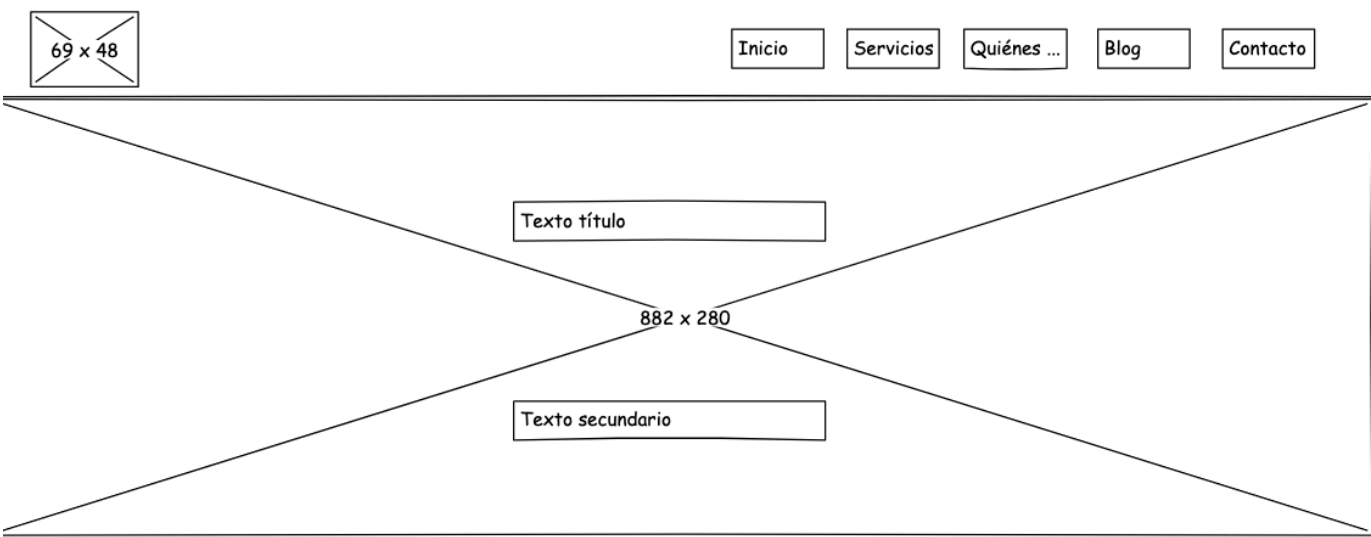 69 x 48
Inicio
Servicios
Quiénes ...
Blog
Contacto
Texto título
882 x 280
Texto secundario